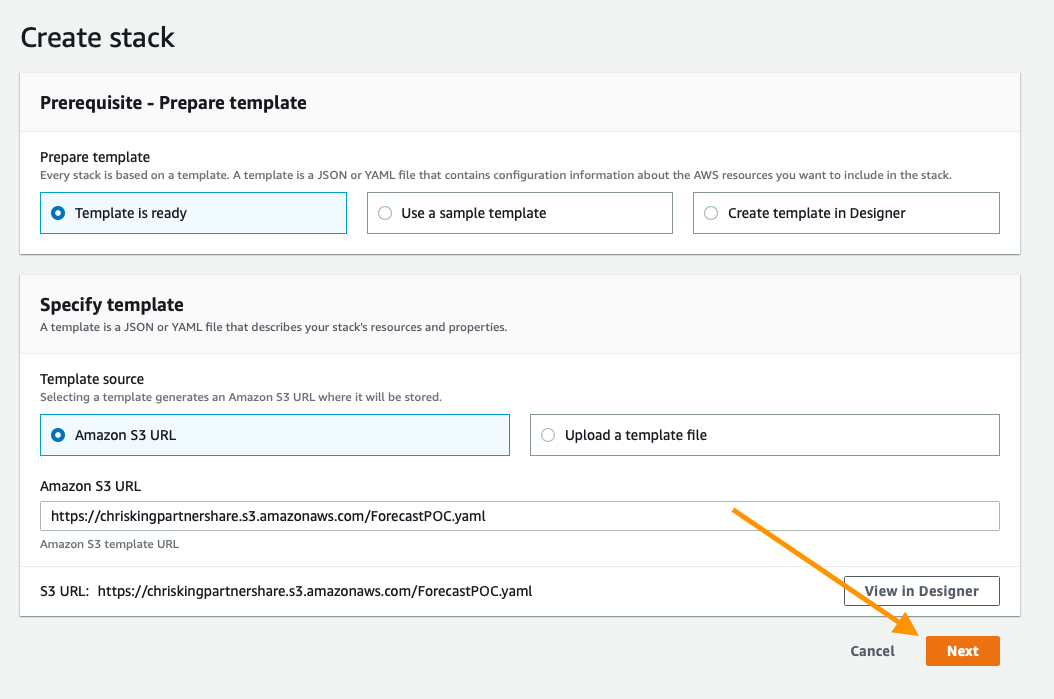 Create stack
Prerequisite - Prepare template
Prepare template
Every stack is based on a template. A template is a JSON or YAML file that contains configuration information about the AWS resources you want to include in the stack.
Template is ready
Use a sample template
Create template in Designer
Specify template
A template is a JSON or YAML file that describes your stack's resources and properties.
Template source
Selecting a template generates an Amazon S3 URL where it will be stored.
Amazon S3 URL
Upload a template file
Amazon S3 URL
https://chriskingpartnershare.s3.amazonaws.com/ForecastPOC.yaml
Amazon S3 template URL
S3 URL: https://chriskingpartnershare.s3.amazonaws.com/ForecastPOC.yaml
View in Designer
Cancel
Next